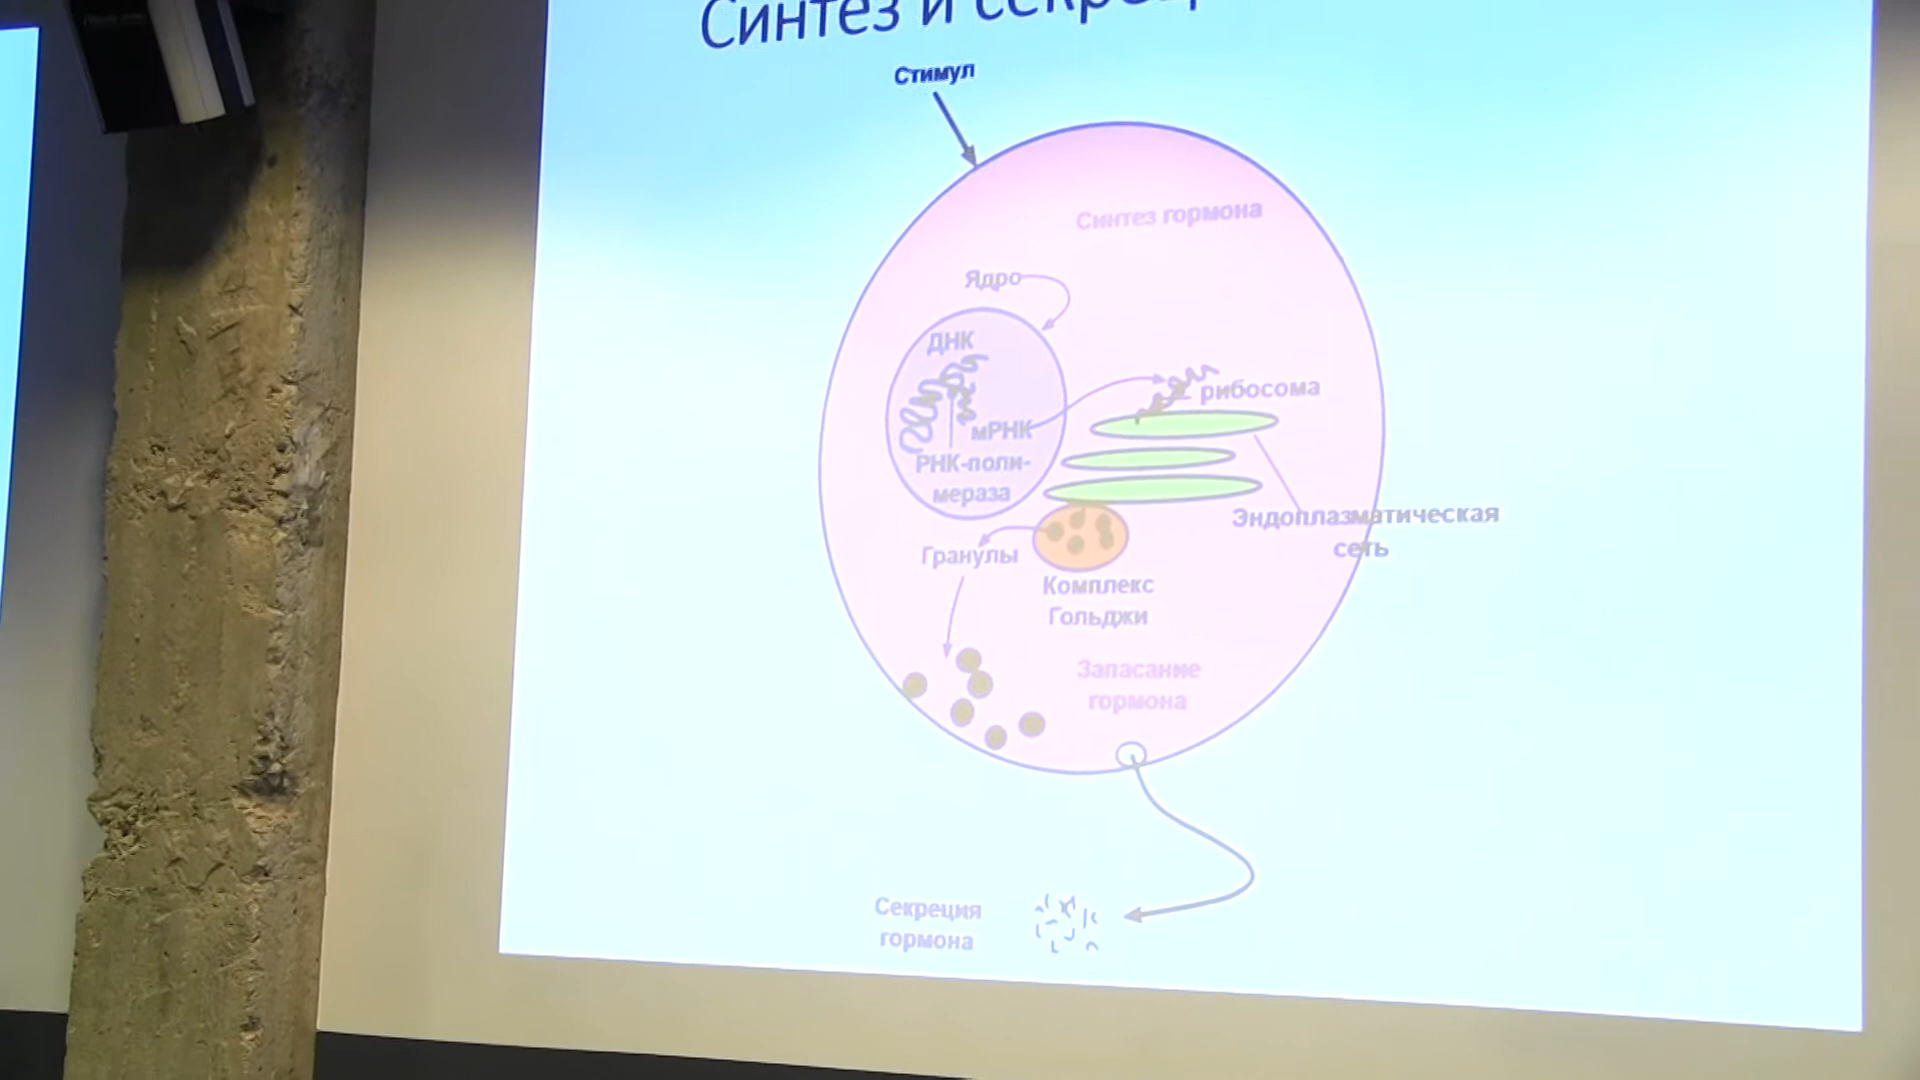 Синтез и
Стимул
Синтез гормона
Ядро
ДНК
рибосома
мРНК
РНК-поли-
мераза
Эндоплазматическая
сеть
Гранулы
Комплекс
Гольджи
Запасание
гормона
Секреция
гормона